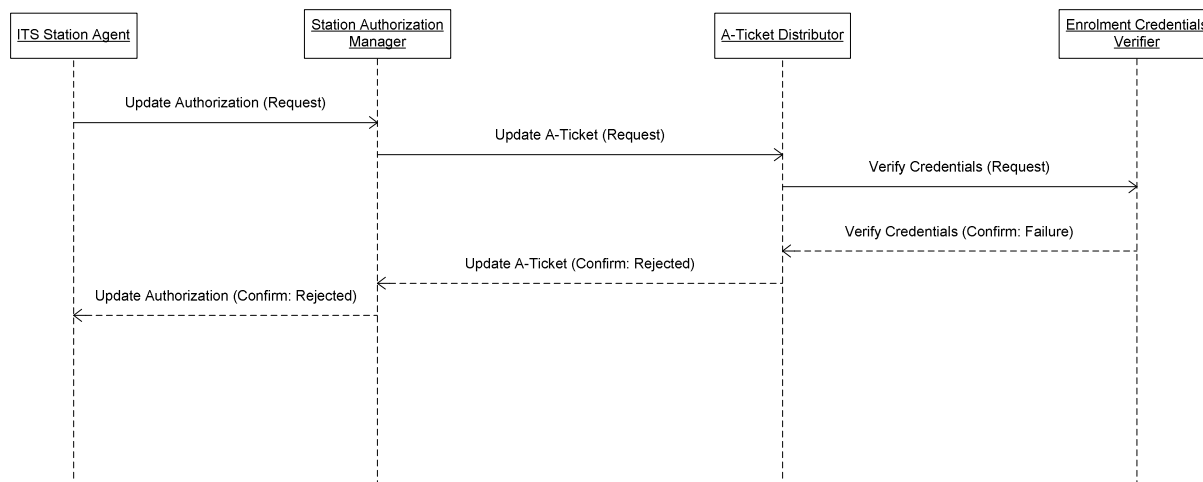 ITS Station Agent
Station Authorization
Manager
A-Ticket Distributor
Enrolment Credentials
Verifier
Update Authorization (Request)
Update A-Ticket (Request)
Verify Credentials (Request)
Verify Credentials (Confirm: Failure)
Update A-Ticket (Confirm: Rejected)
Update Authorization (Confirm: Rejected)